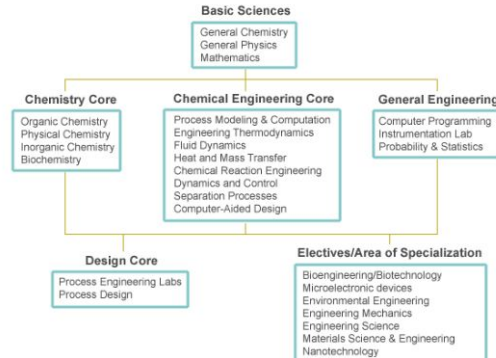 Basic Sciences
General Chemistry
General Physics
Mathematics
Chemistry Core
Organic Chemistry
Physical Chemistry
Inorganic Chemistry
Biochemistry
Chemical Engineering Core
Process Modeling & Computation
Engineering Thermodynamics
Fluid Dynamics
Heat and Mass Transfer
Chemical Reaction Engineering
Dynamics and Control
Separation Processes
Computer-Aided Design
General Engineering
Computer Programming
Instrumentation Lab
Probability & Statistics
Design Core
Process Engineering Labs
Process Design
Electives/Area of Specialization
Bioengineering/Biotechnology
Microelectronic devices
Environmental Engineering
Engineering Mechanics
Engineering Science
Materials Science & Engineering
Nanotechnology